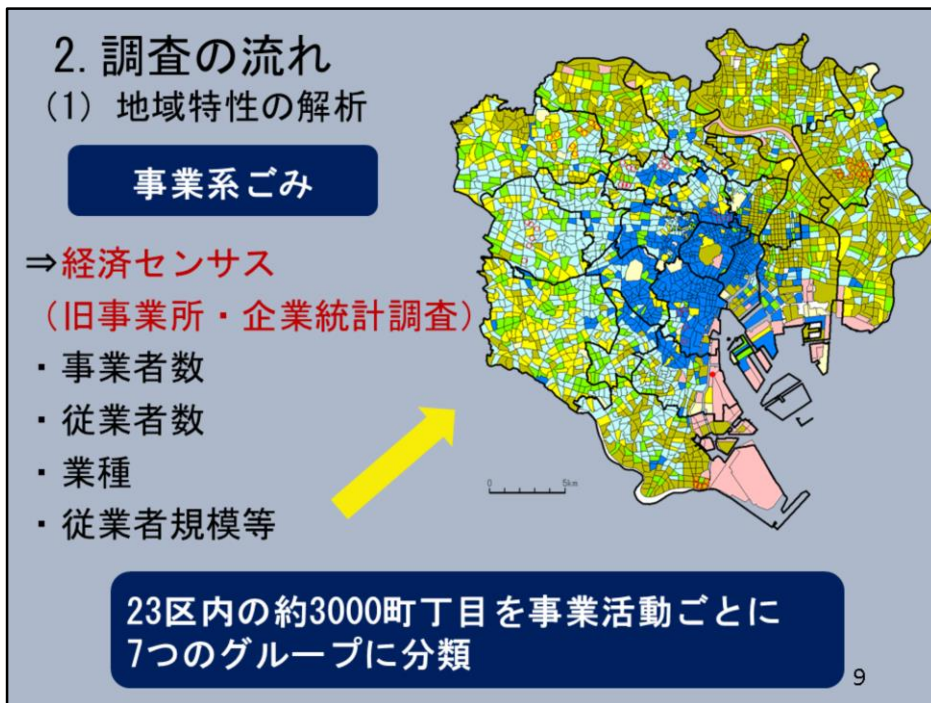 2. 調査の流れ
(1) 地域特性の解析
事業系ごみ
⇒経済センサス
（旧事業所・企業統計調査）
・事業者数
・従業者数
・業種
・従業者規模等
0 5km
23区内の約3000町丁目を事業活動ごとに
7つのグループに分類
9